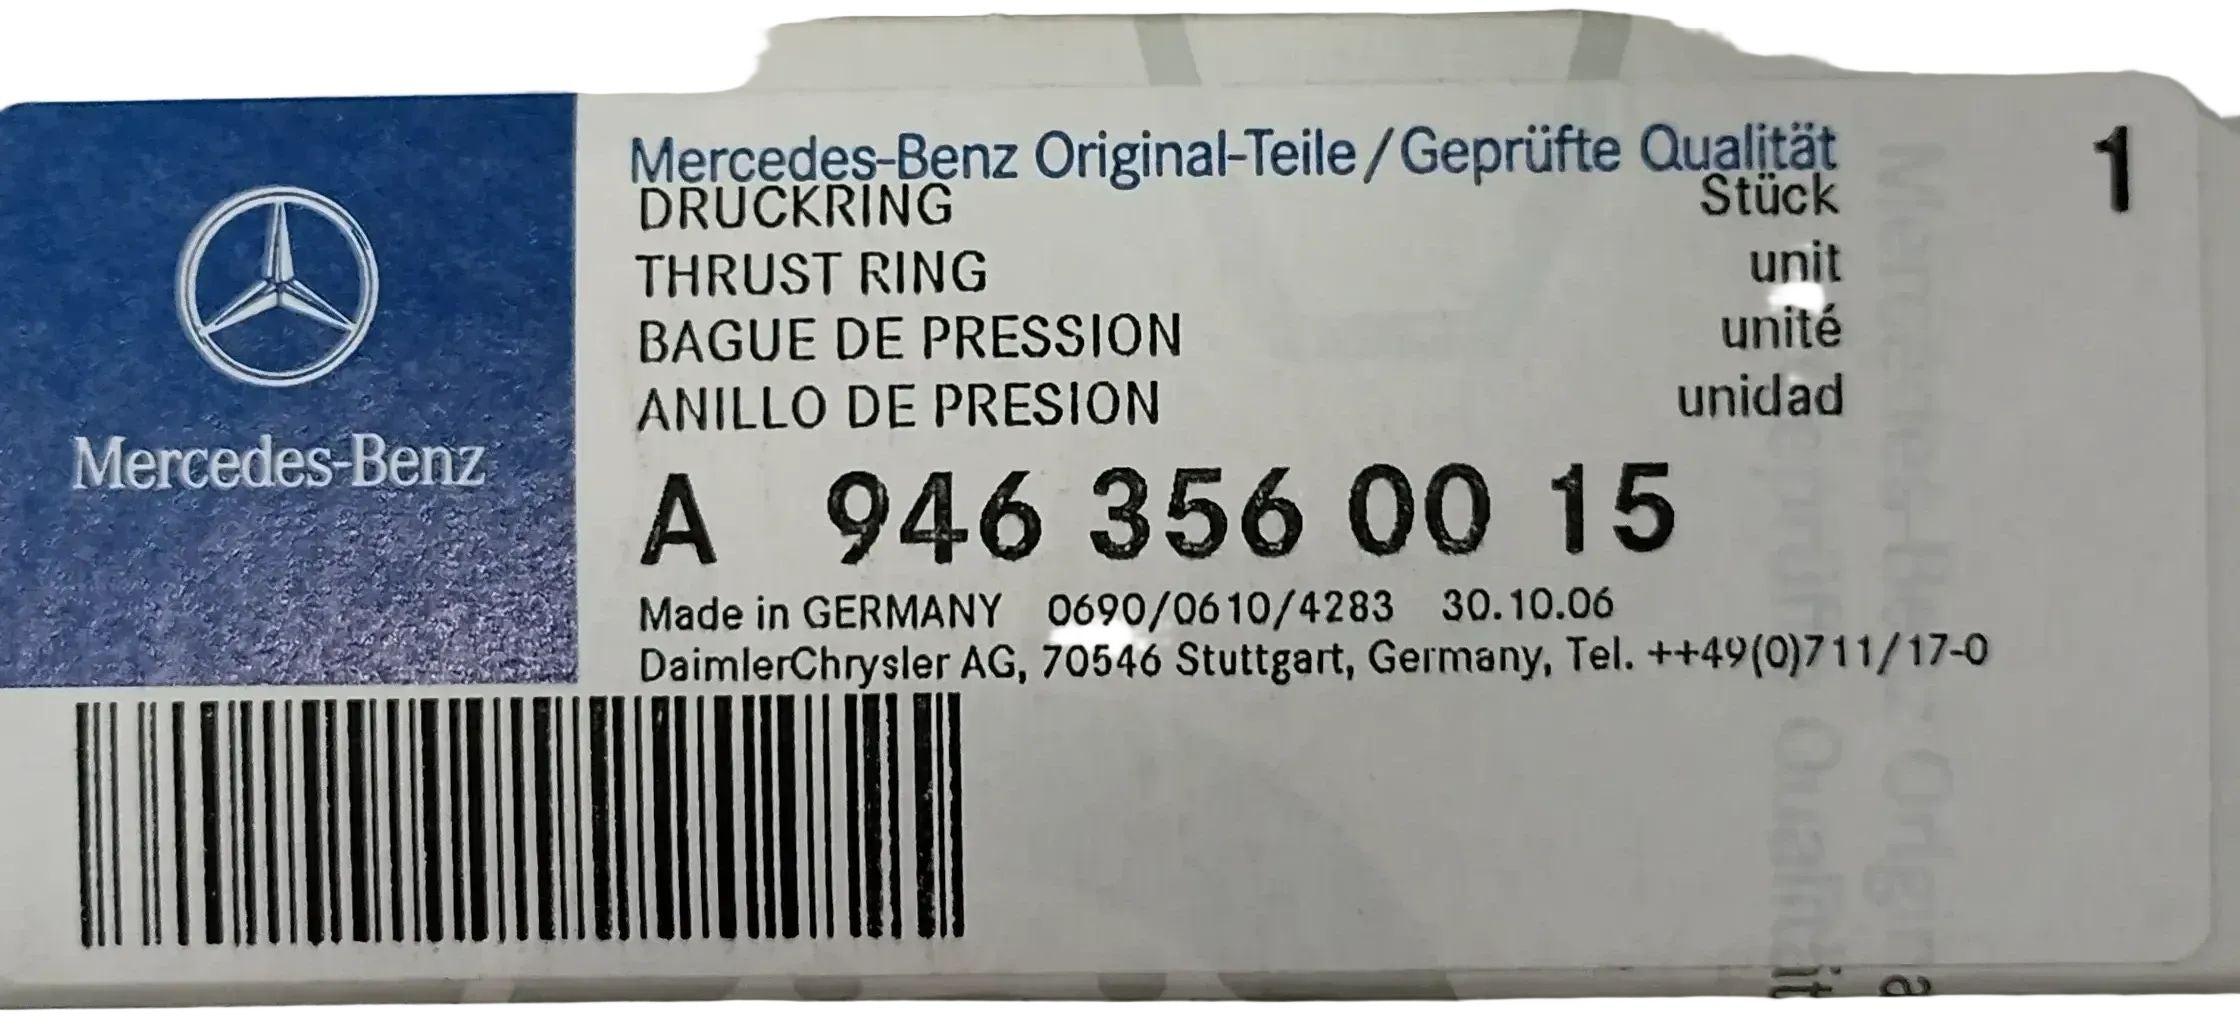 Mercedes-Benz
Mercedes-Benz Original-Teile/Geprüfte Qualität
1
DRUCKRING Stück
THRUST RING unit
BAGUE DE PRESSION unité
ANILLO DE PRESION unidad
A 946 356 00 15
Made in GERMANY 0690/0610/4283 30.10.06
DaimlerChrysler AG, 70546 Stuttgart, Germany, Tel. ++49(0)711/17-0